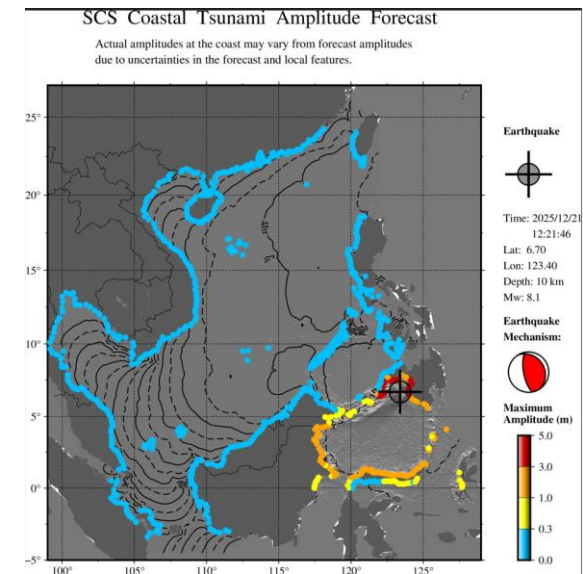 SCS Coastal Tsunami Amplitude Forecast
Actual amplitudes at the coast may vary from forecast amplitudes
due to uncertainties in the forecast and local features.
25°
20°
15°
10°
5°
0°
−5°
100°
105°
110°
115°
120°
125°
Earthquake
Time: 2025/12/21
12:21:46
Lat: 6.70
Lon: 123.40
Depth: 10 km
Mw: 8.1
Earthquake
Mechanism:
Maximum
Amplitude (m)
5.0
3.0
1.0
0.3
0.0